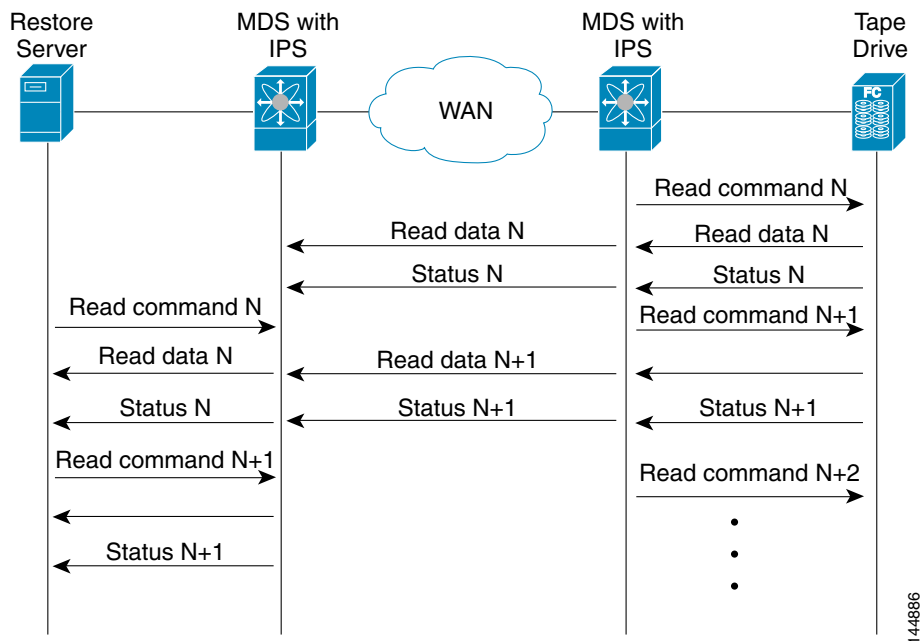 Restore
Server
MDS with
IPS
MDS with
IPS
Tape
Drive
WAN
FC
Read command N
Read data N
Read data N
Status N
Status N
Read command N
Read command N+1
Read data N
Read data N+1
Status N
Status N+1
Status N+1
Read command N+1
Read command N+2
Status N+1
144886